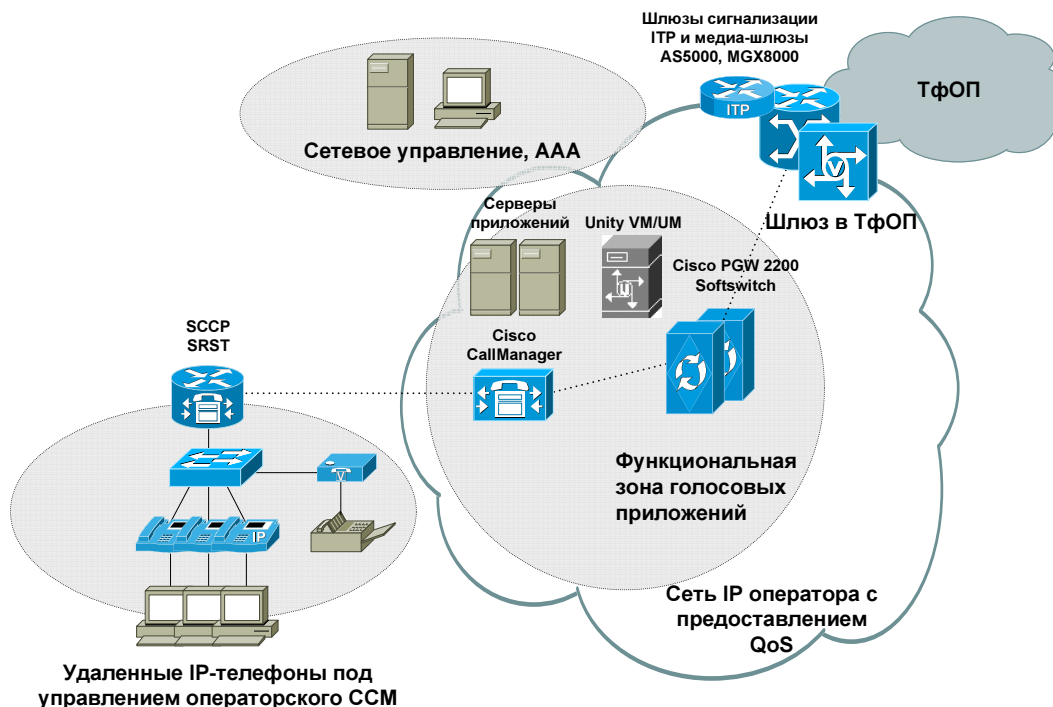 Шлюзы сигнализации
ITP и медиа-шлюзы
AS5000, MGX8000
ТфОП
ITP
Сетевое управление, ААА
V
Шлюз в ТфОП
Серверы
приложений
Unity VM/UM
U
Cisco PGW 2200
Softswitch
SCCP
SRST
Cisco
CallManager
V
IP
Функциональная
зона голосовых
приложений
Сеть IP оператора с
предоставлением
QoS
Удаленные IP-телефоны под
управлением операторского ССМ